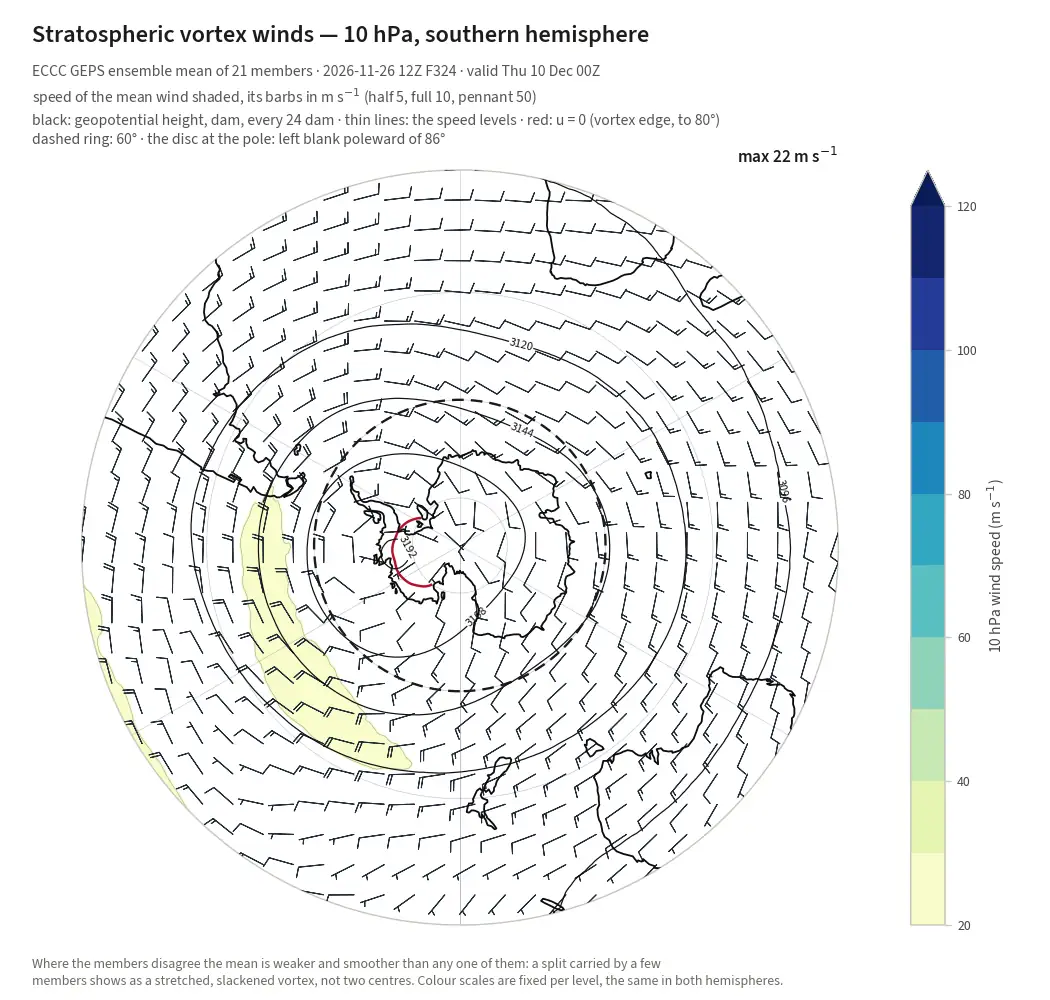 Stratospheric vortex winds — 10 hPa, southern hemisphere
ECCC GEPS ensemble mean of 21 members · 2026-11-26 12Z F324 · valid Thu 10 Dec 00Z
speed of the mean wind shaded, its barbs in m s⁻¹ (half 5, full 10, pennant 50)
black: geopotential height, dam, every 24 dam · thin lines: the speed levels · red: u = 0 (vortex edge, to 80°)
dashed ring: 60° · the disc at the pole: left blank poleward of 86°
max 22 m s⁻¹
120
100
80
60
40
20
10 hPa wind speed (m s⁻¹)
3120
3144
3096
3192
Where the members disagree the mean is weaker and smoother than any one of them: a split carried by a few
members shows as a stretched, slackened vortex, not two centres. Colour scales are fixed per level, the same in both hemispheres.